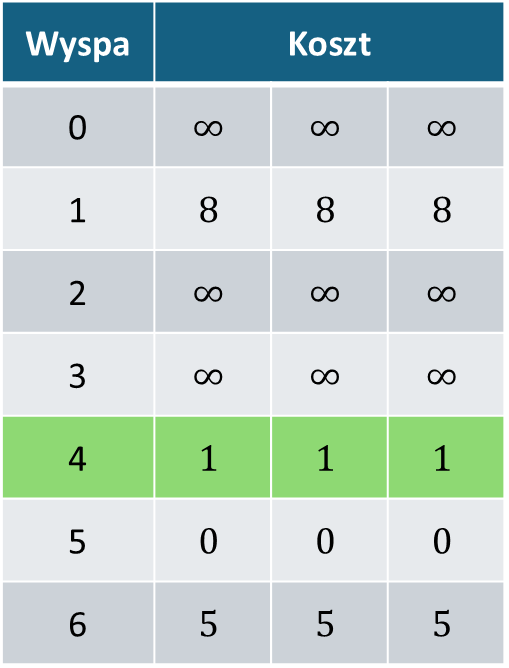 Wyspa Koszt
0 ∞ ∞ ∞
1 8 8 8
2 ∞ ∞ ∞
3 ∞ ∞ ∞
4 1 1 1
5 0 0 0
6 5 5 5